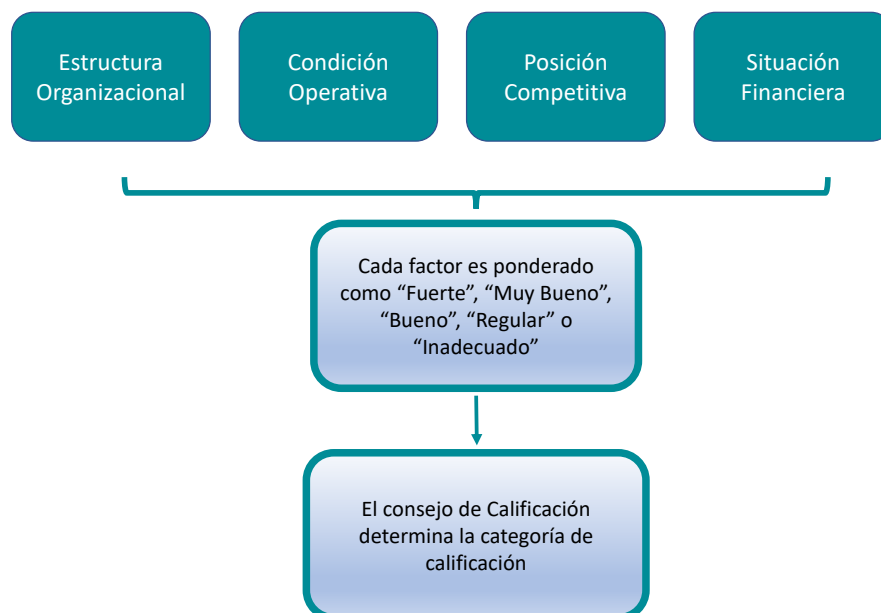 Estructura
Organizacional
Condición
Operativa
Posición
Competitiva
Situación
Financiera
Cada factor es ponderado
como “Fuerte”, “Muy Bueno”,
“Bueno”, “Regular” o
“Inadecuado”
El consejo de Calificación
determina la categoría de
calificación